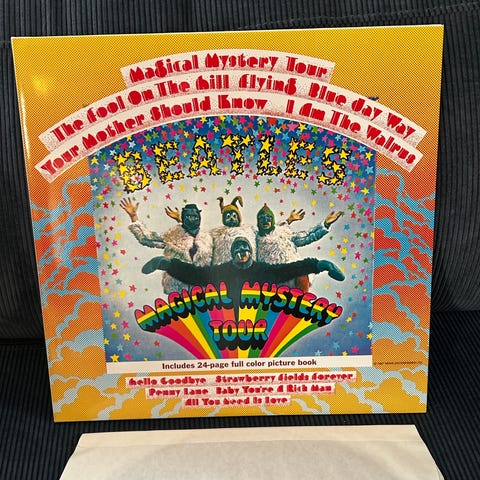 Magical Mystery Tour
The Fool On The Hill Flying Blue Jay Way
Your Mother Should Know I Am The Walrus
BEATLES
MAGICAL MYSTERY
TOUR
Includes 24-page full color picture book
Hello Goodbye Strawberry Fields Forever
Penny Lane Baby You're A Rich Man
All You Need Is Love